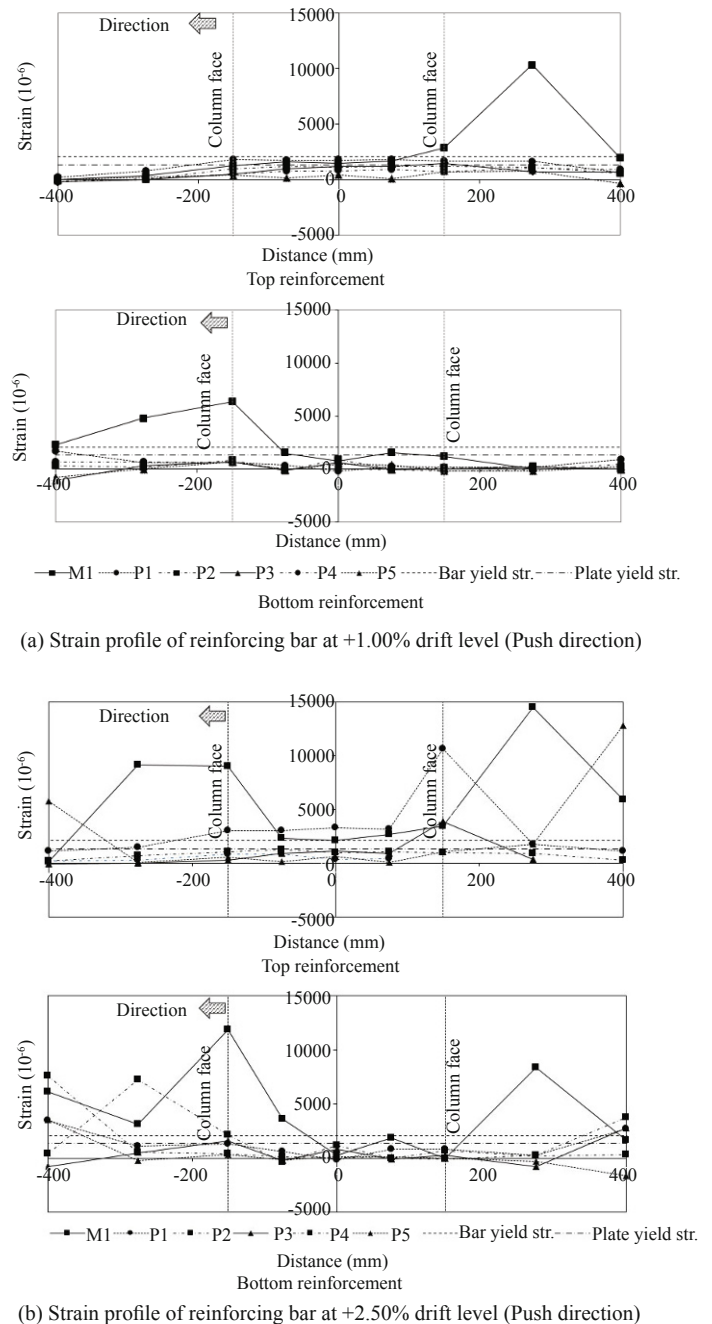 15000
Direction
Column face
Column face
10000
5000
Strain (10-6)
-400
-200
0
200
400
-5000
Distance (mm)
Top reinforcement
15000
Direction
Column face
Column face
10000
5000
Strain (10-6)
-400
-200
0
200
400
-5000
Distance (mm)
M1 P1 P2 P3 P4 P5 Bar yield str. Plate yield str.
Bottom reinforcement
(a) Strain profile of reinforcing bar at +1.00% drift level (Push direction)
15000
Direction
Column face
Column face
10000
5000
Strain (10-6)
-400
-200
0
200
400
-5000
Distance (mm)
Top reinforcement
15000
Direction
Column face
Column face
10000
5000
Strain (10-6)
-400
-200
0
200
400
-5000
M1 P1 P2 P3 P4 P5 Bar yield str. Plate yield str.
Distance (mm)
Bottom reinforcement
(b) Strain profile of reinforcing bar at +2.50% drift level (Push direction)